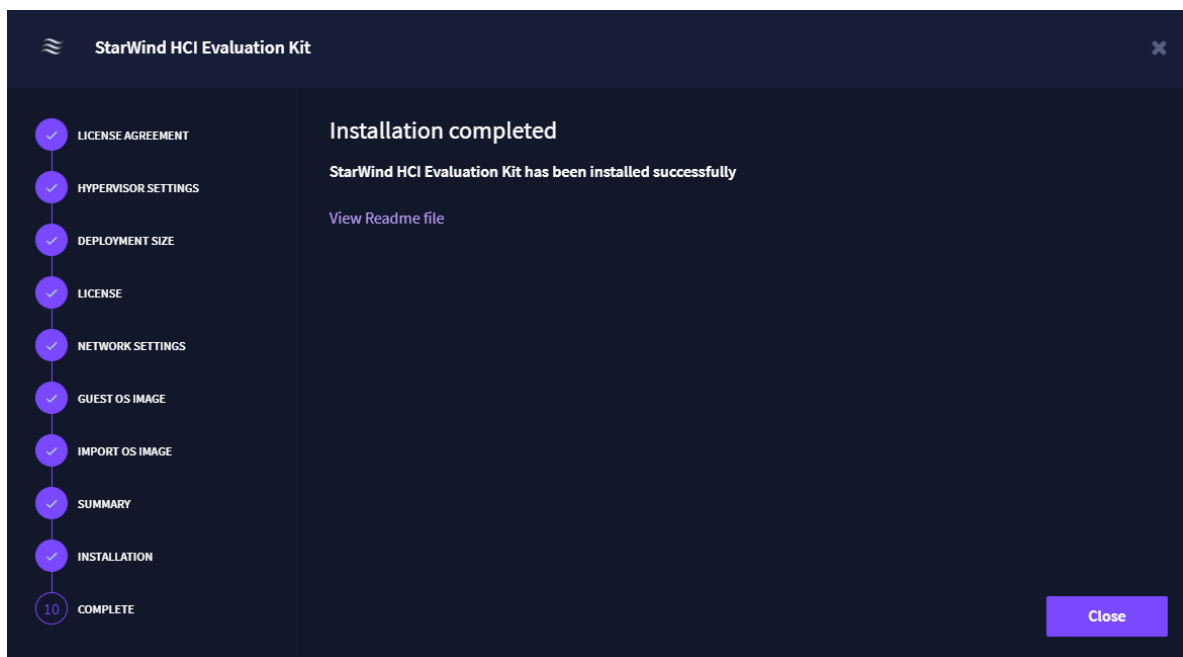 StarWind HCI Evaluation Kit
LICENSE AGREEMENT
HYPERVISOR SETTINGS
DEPLOYMENT SIZE
LICENSE
NETWORK SETTINGS
GUEST OS IMAGE
IMPORT OS IMAGE
SUMMARY
INSTALLATION
10 COMPLETE
Installation completed
StarWind HCI Evaluation Kit has been installed successfully
View Readme file
Close